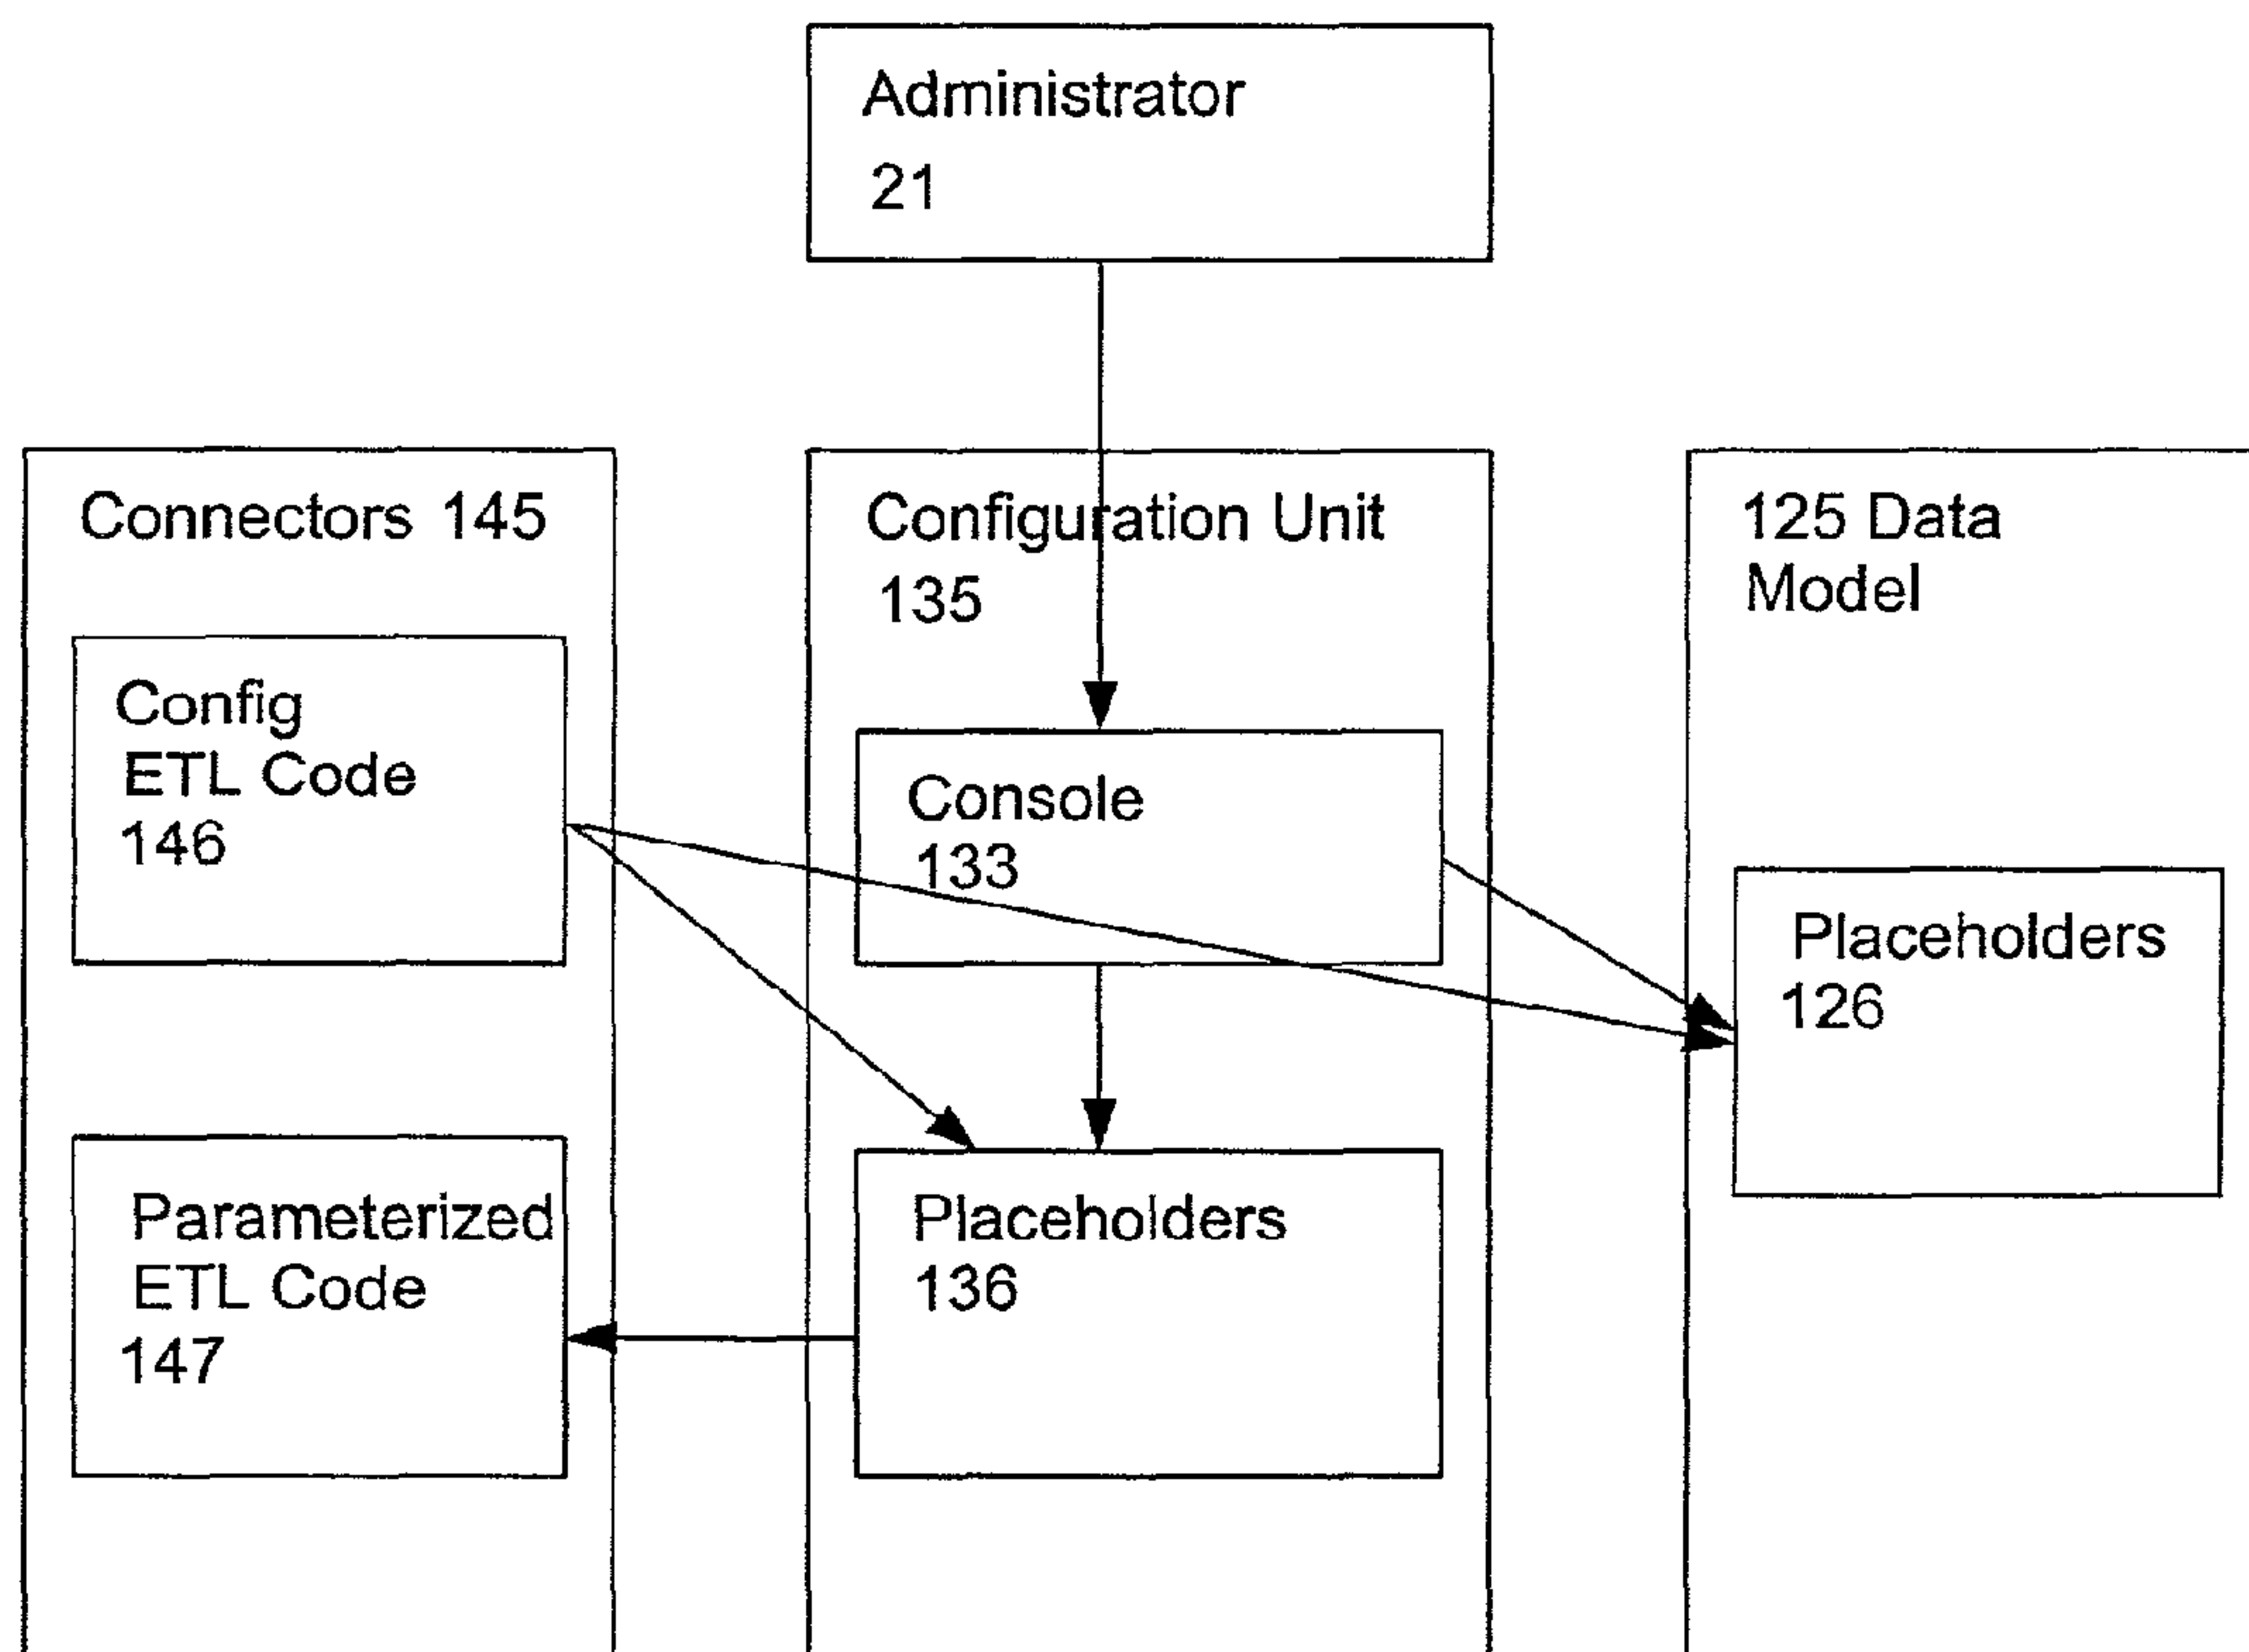 Administrator
21
Connectors 145
Config
ETL Code
146
Parameterized
ETL Code
147
Configuration Unit
135
Console
133
Placeholders
136
125 Data
Model
Placeholders
126